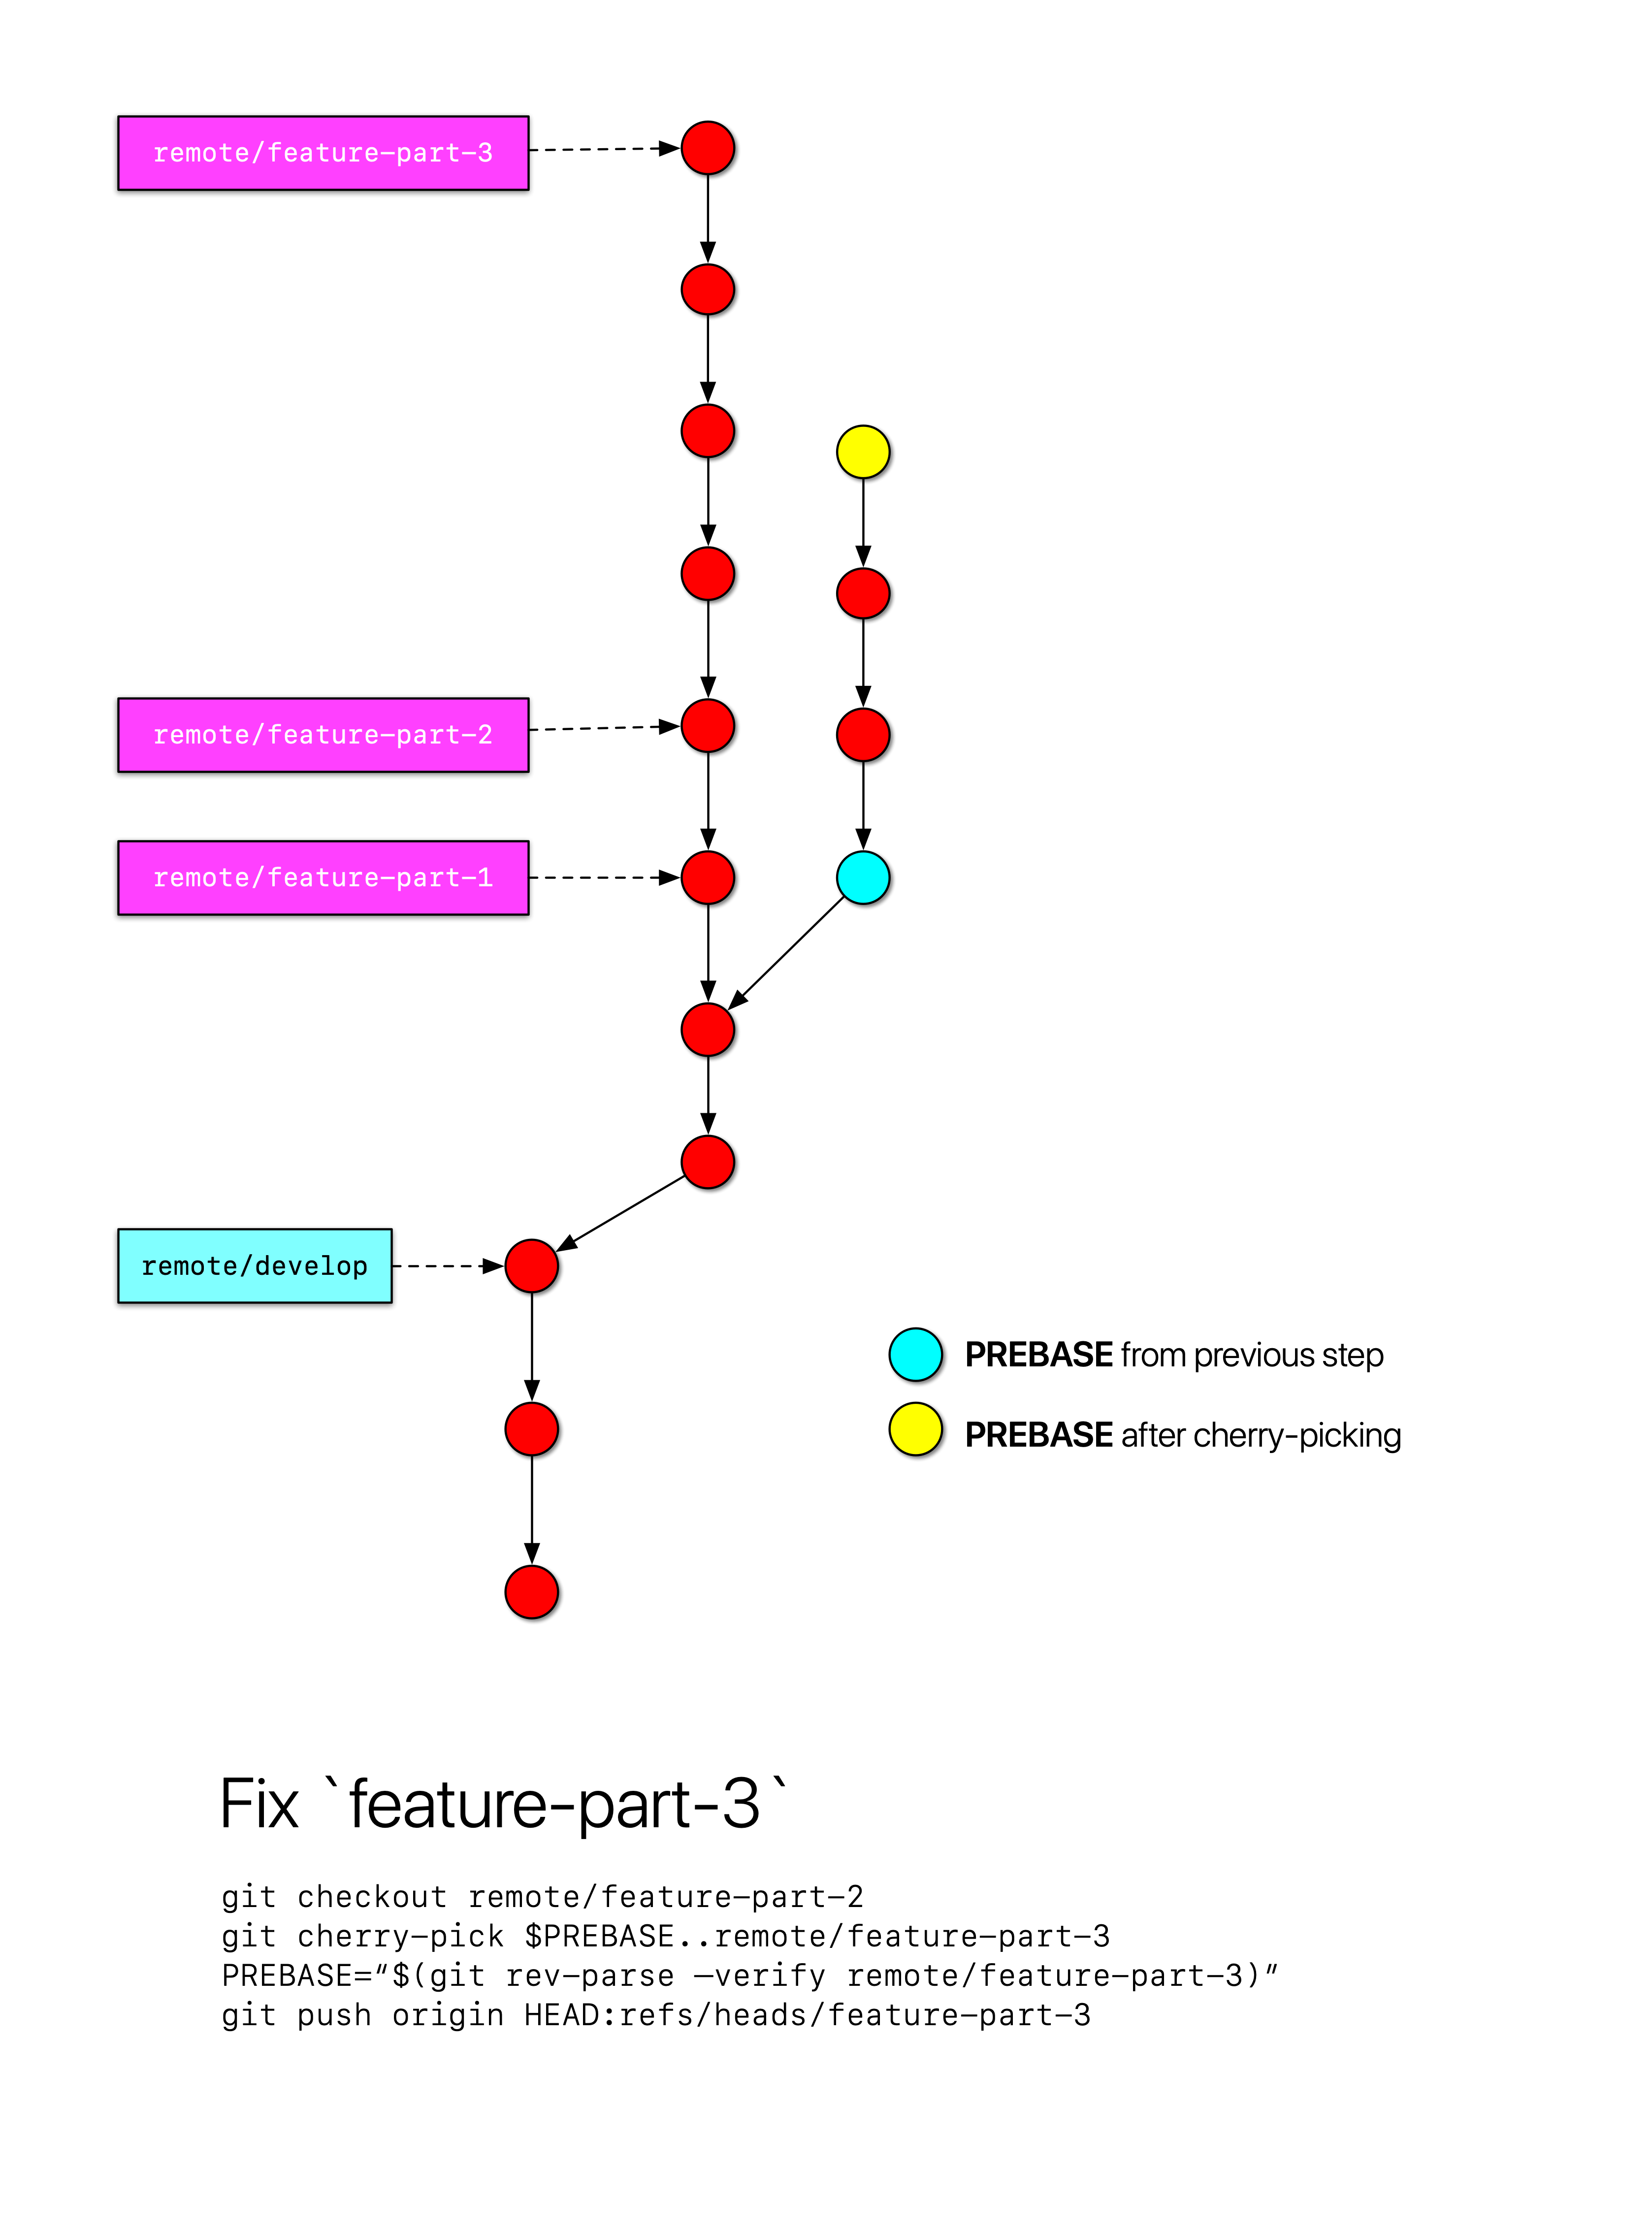 remote/feature-part-3
remote/feature-part-2
remote/feature-part-1
remote/develop
PREBASE from previous step
PREBASE after cherry-picking
Fix `feature-part-3`
git checkout remote/feature-part-2
git cherry-pick $PREBASE..remote/feature-part-3
PREBASE=“$(git rev-parse —verify remote/feature-part-3)”
git push origin HEAD:refs/heads/feature-part-3